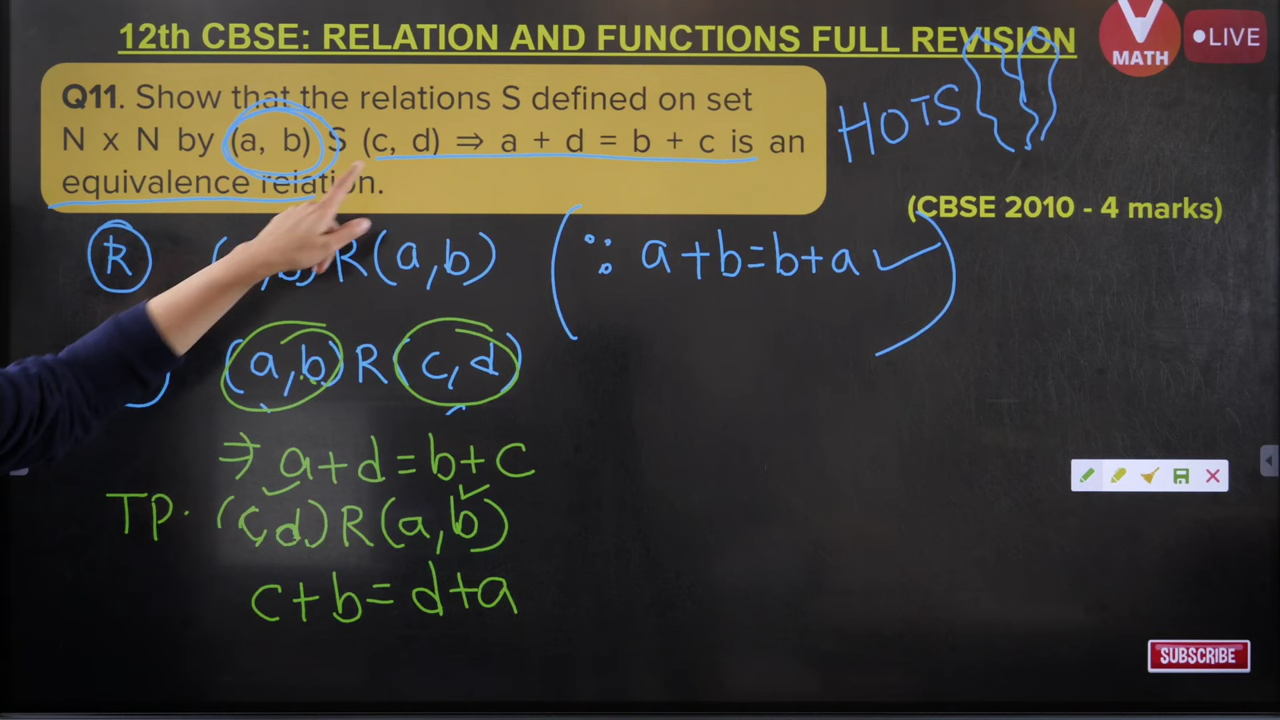 12th CBSE: RELATION AND FUNCTIONS FULL REVISION
V MATH
LIVE
Q11. Show that the relations S defined on set
N x N by (a, b) S (c, d) ⇒ a + d = b + c is an
equivalence relation.
HOTS
(CBSE 2010 - 4 marks)
R b) R (a, b) (∵ a+b=b+a ✓)
(a, b) R (c, d)
⇒ a+d=b+c
TP. (c, d) R (a, b)
c+b=d+a
SUBSCRIBE